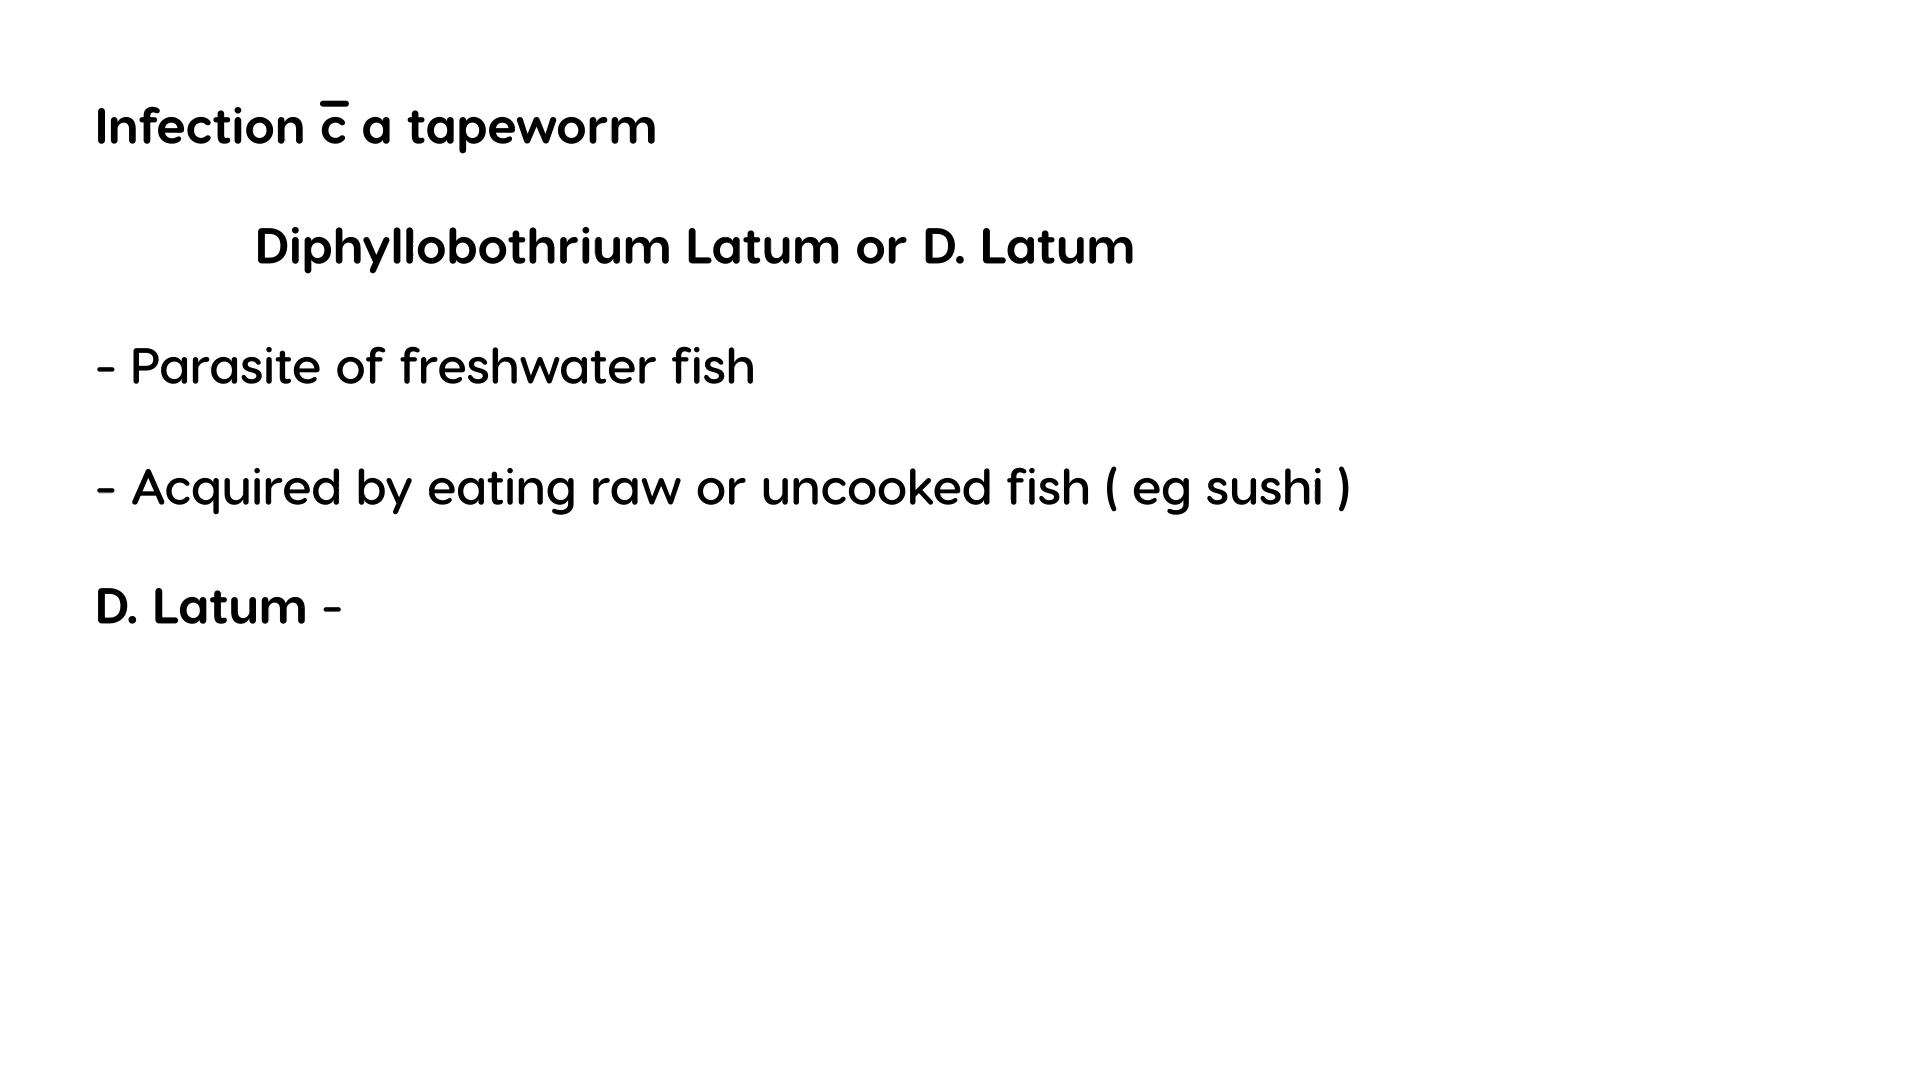 Infection c̅ a tapeworm
Diphyllobothrium Latum or D. Latum
- Parasite of freshwater fish
- Acquired by eating raw or uncooked fish ( eg sushi )
D. Latum -